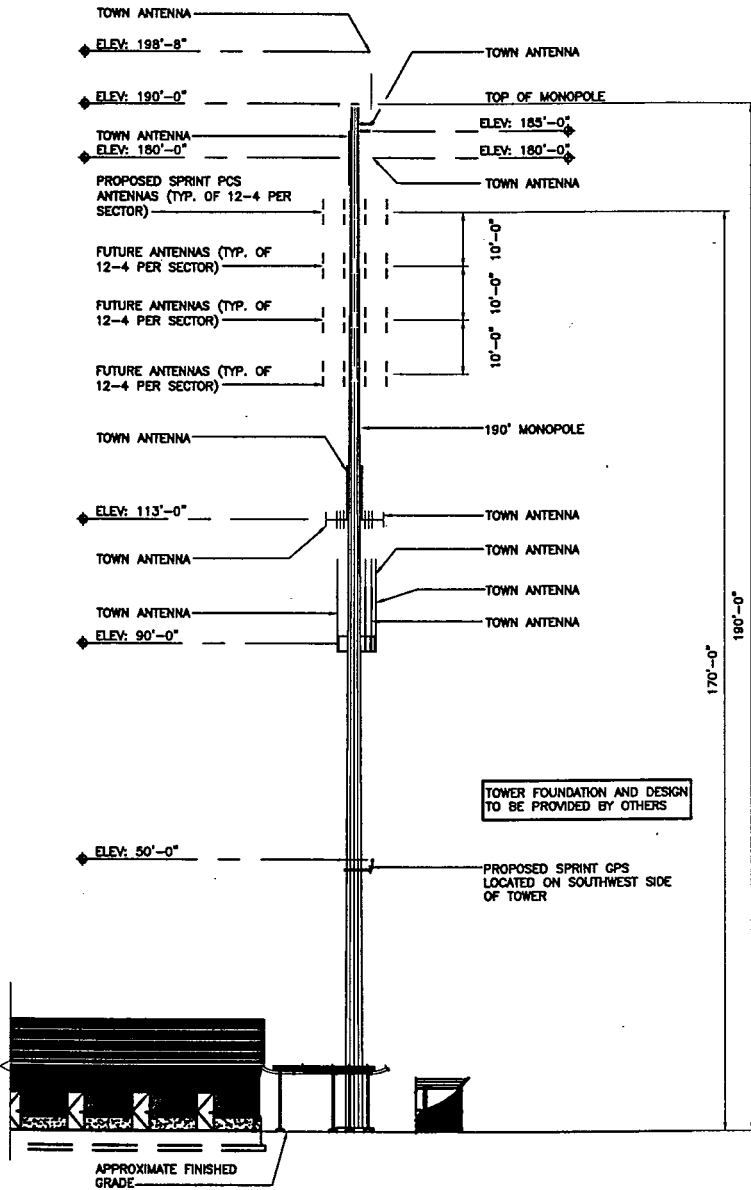 TOWN ANTENNA
ELEV: 198'-8"
TOWN ANTENNA
ELEV: 190'-0"
TOP OF MONOPOLE
ELEV: 185'-0"
TOWN ANTENNA
ELEV: 180'-0"
ELEV: 180'-0"
TOWN ANTENNA
PROPOSED SPRINT PCS
ANTENNAS (TYP. OF 12-4 PER
SECTOR)
10'-0"
FUTURE ANTENNAS (TYP. OF
12-4 PER SECTOR)
10'-0"
FUTURE ANTENNAS (TYP. OF
12-4 PER SECTOR)
10'-0"
FUTURE ANTENNAS (TYP. OF
12-4 PER SECTOR)
190' MONOPOLE
TOWN ANTENNA
ELEV: 113'-0"
TOWN ANTENNA
TOWN ANTENNA
TOWN ANTENNA
TOWN ANTENNA
TOWN ANTENNA
TOWN ANTENNA
ELEV: 90'-0"
170'-0"
190'-0"
TOWER FOUNDATION AND DESIGN
TO BE PROVIDED BY OTHERS
ELEV: 50'-0"
PROPOSED SPRINT GPS
LOCATED ON SOUTHWEST SIDE
OF TOWER
APPROXIMATE FINISHED
GRADE